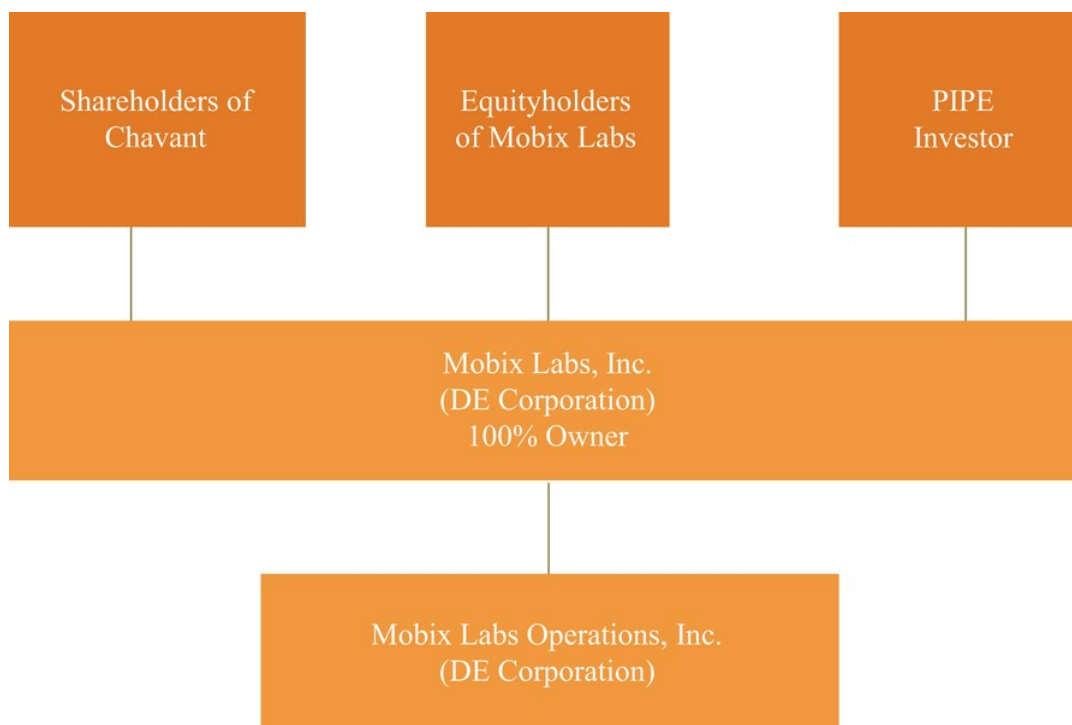 Shareholders of
Chavant
Equityholders
of Mobix Labs
PIPE
Investor
Mobix Labs, Inc.
(DE Corporation)
100% Owner
Mobix Labs Operations, Inc.
(DE Corporation)